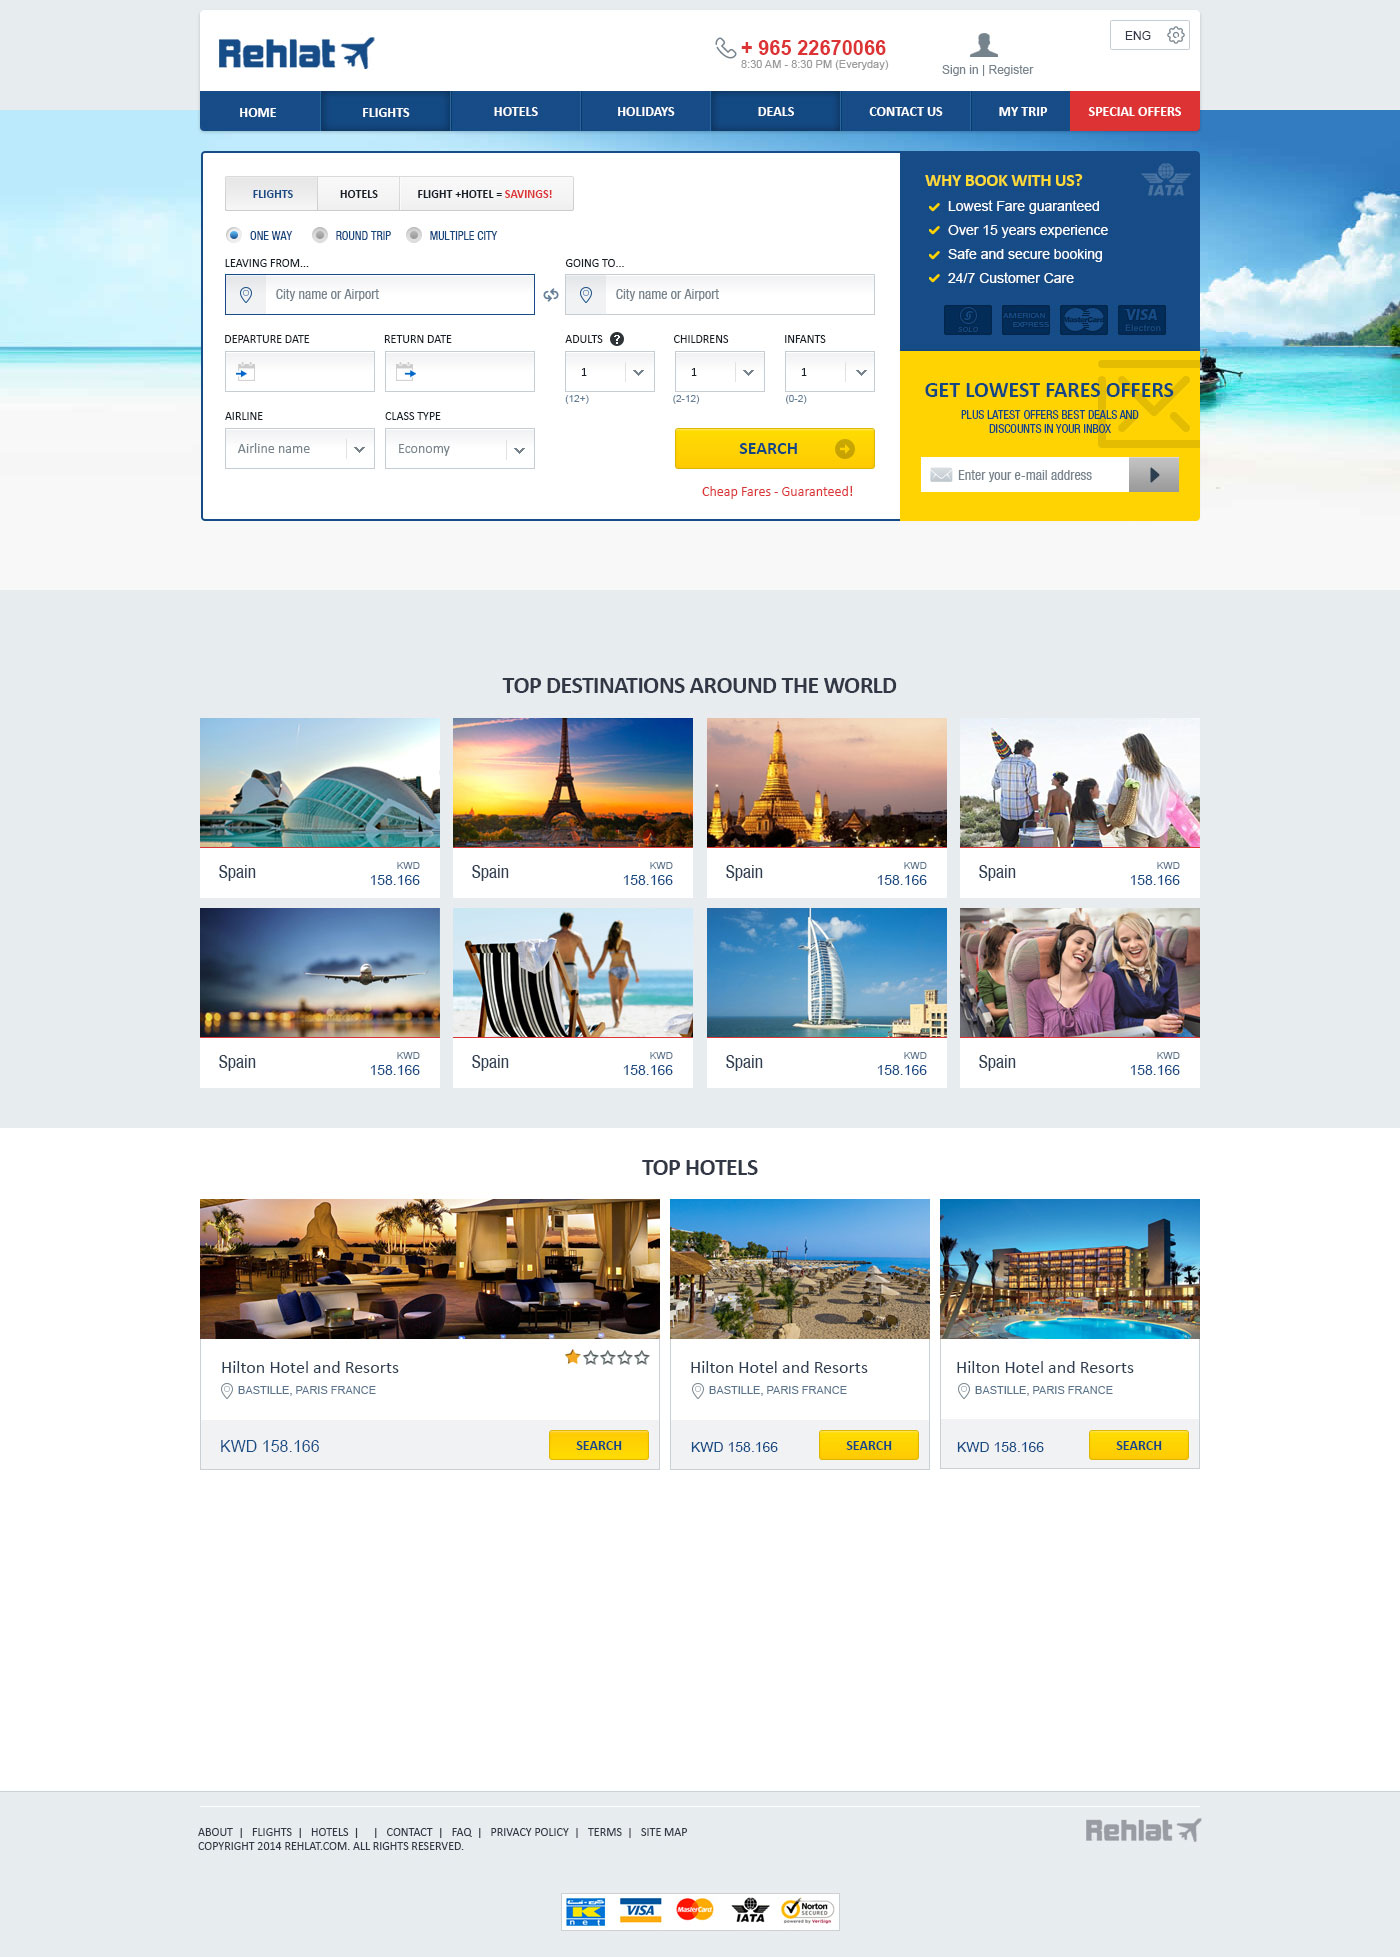 Rehlat
+ 965 22670066
8:30 AM - 8:30 PM (Everyday)
Sign in | Register
ENG
HOME
FLIGHTS
HOTELS
HOLIDAYS
DEALS
CONTACT US
MY TRIP
SPECIAL OFFERS
FLIGHTS
HOTELS
FLIGHT +HOTEL = SAVINGS!
ONE WAY
ROUND TRIP
MULTIPLE CITY
LEAVING FROM...
GOING TO...
City name or Airport
City name or Airport
DEPARTURE DATE
RETURN DATE
ADULTS ?
CHILDRENS
INFANTS
1
1
1
(12+)
(2-12)
(0-2)
AIRLINE
CLASS TYPE
Airline name
Economy
SEARCH
Cheap Fares - Guaranteed!
WHY BOOK WITH US?
IATA
Lowest Fare guaranteed
Over 15 years experience
Safe and secure booking
24/7 Customer Care
S
SOLO
AMERICAN
EXPRESS
MasterCard
VISA
Electron
GET LOWEST FARES OFFERS
PLUS LATEST OFFERS BEST DEALS AND
DISCOUNTS IN YOUR INBOX
Enter your e-mail address
TOP DESTINATIONS AROUND THE WORLD
Spain
KWD
158.166
Spain
KWD
158.166
Spain
KWD
158.166
Spain
KWD
158.166
Spain
KWD
158.166
Spain
KWD
158.166
Spain
KWD
158.166
Spain
KWD
158.166
TOP HOTELS
Hilton Hotel and Resorts
BASTILLE, PARIS FRANCE
KWD 158.166
SEARCH
Hilton Hotel and Resorts
BASTILLE, PARIS FRANCE
KWD 158.166
SEARCH
Hilton Hotel and Resorts
BASTILLE, PARIS FRANCE
KWD 158.166
SEARCH
ABOUT | FLIGHTS | HOTELS | | CONTACT | FAQ | PRIVACY POLICY | TERMS | SITE MAP
COPYRIGHT 2014 REHLAT.COM. ALL RIGHTS RESERVED.
Rehlat
K
net
VISA
MasterCard
IATA
Norton
SECURED
powered by VeriSign